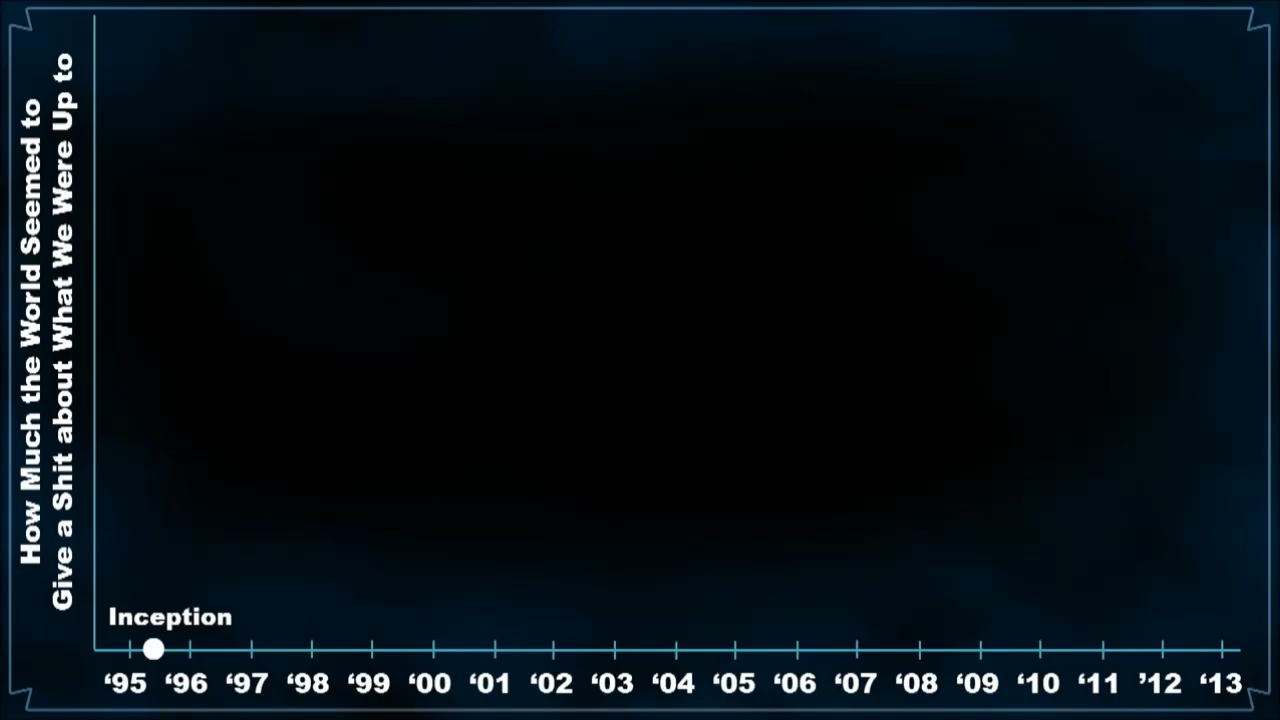 How Much the World Seemed to
Give a Shit about What We Were Up to
Inception
‘95 ‘96 ‘97 ‘98 ‘99 ‘00 ‘01 ‘02 ‘03 ‘04 ‘05 ‘06 ‘07 ‘08 ‘09 ‘10 ‘11 ’12 ‘13